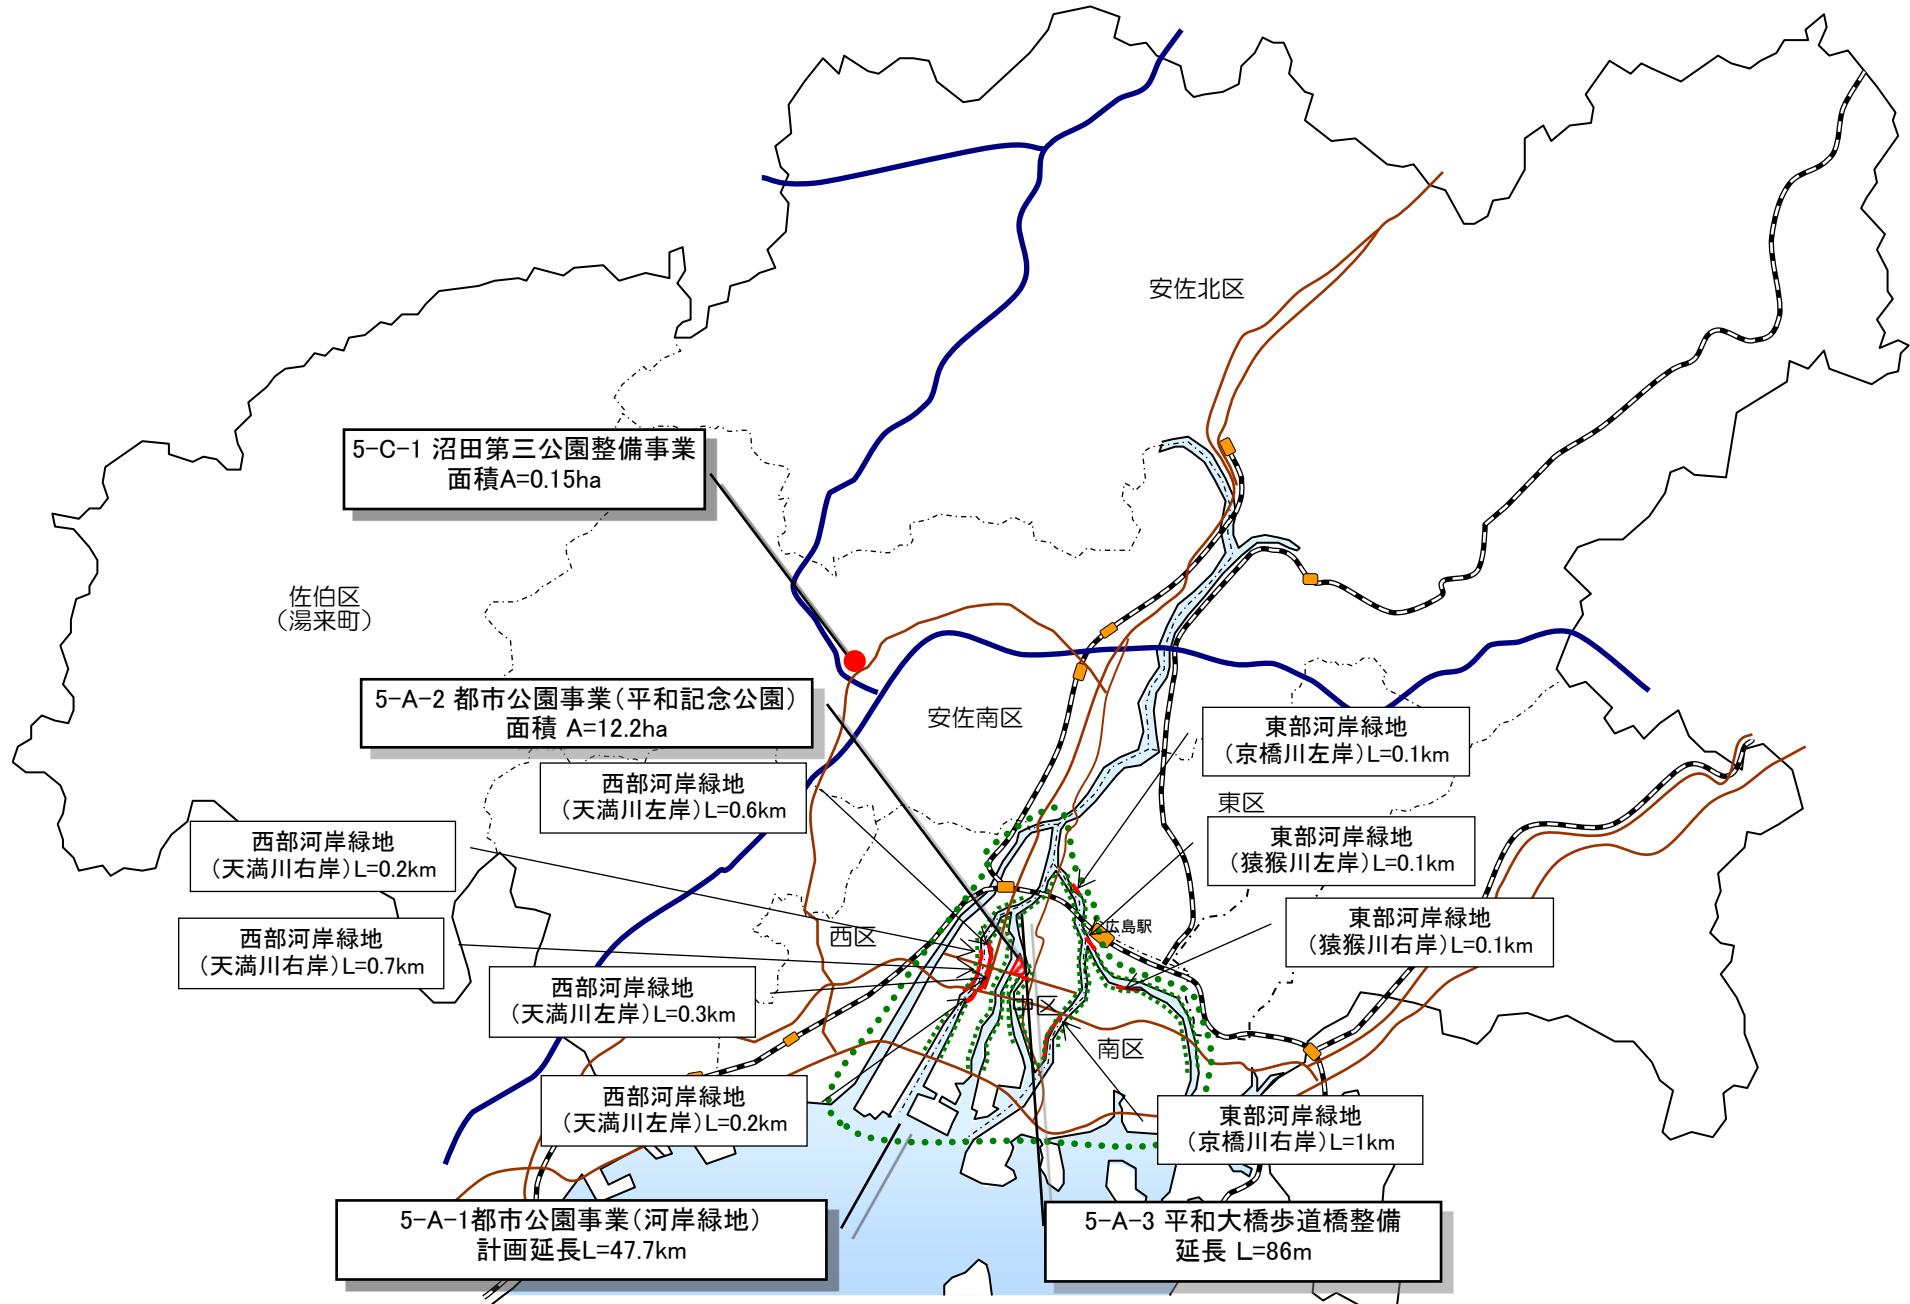 安佐北区
5-C-1 沼田第三公園整備事業
面積A=0.15ha
佐伯区
（湯来町）
5-A-2 都市公園事業（平和記念公園）
面積 A=12.2ha
安佐南区
東部河岸緑地
（京橋川左岸）L=0.1km
西部河岸緑地
（天満川左岸）L=0.6km
東区
西部河岸緑地
（天満川右岸）L=0.2km
東部河岸緑地
（猿猴川左岸）L=0.1km
西区
広島駅
東部河岸緑地
（猿猴川右岸）L=0.1km
西部河岸緑地
（天満川右岸）L=0.7km
西部河岸緑地
（天満川左岸）L=0.3km
中区
南区
西部河岸緑地
（天満川左岸）L=0.2km
東部河岸緑地
（京橋川右岸）L=1km
5-A-1都市公園事業（河岸緑地）
計画延長L=47.7km
5-A-3 平和大橋歩道橋整備
延長 L=86m